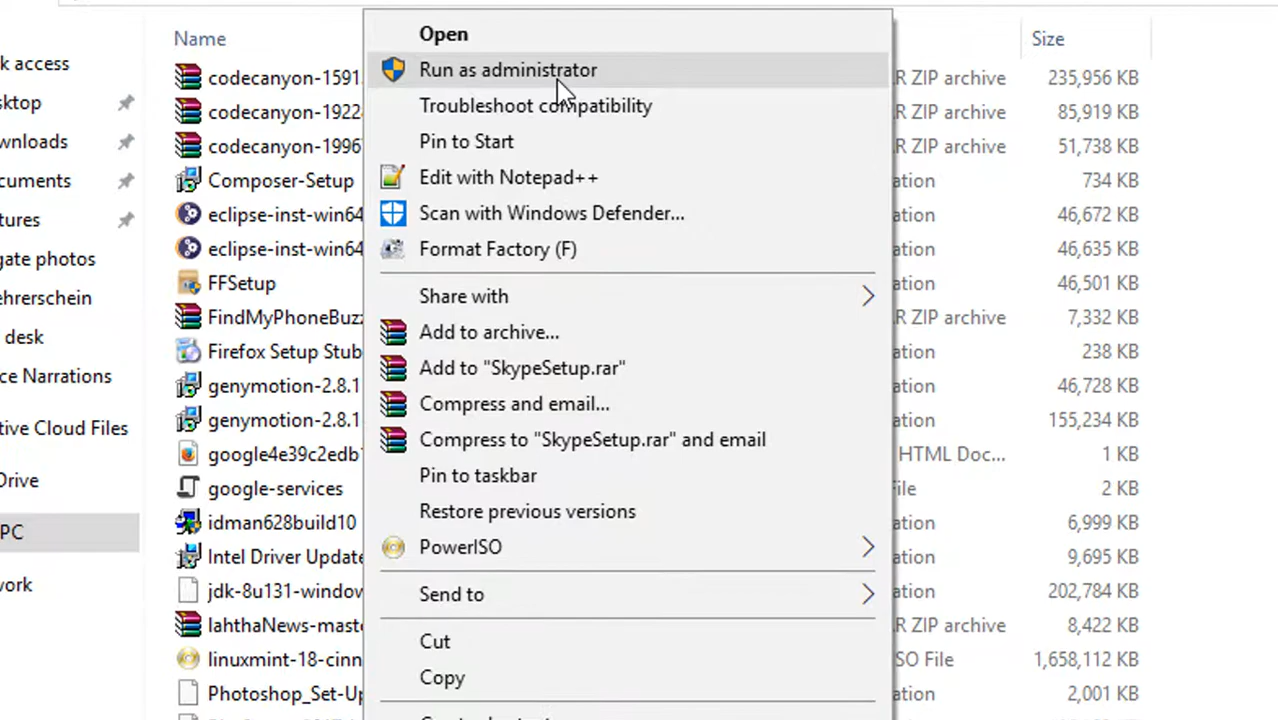 Name
Size
k access
sktop
wnloads
cuments
tures
gate photos
ehrerschein
desk
ce Narrations
tive Cloud Files
Drive
PC
work
codecanyon-1591
codecanyon-1922
codecanyon-1996
Composer-Setup
eclipse-inst-win64
eclipse-inst-win64
FFSetup
FindMyPhoneBuz
Firefox Setup Stub
genymotion-2.8.1
genymotion-2.8.1
google4e39c2edb
google-services
idman628build10
Intel Driver Update
jdk-8u131-window
lahthaNews-maste
linuxmint-18-cinn
Photoshop_Set-Up
Open
Run as administrator
Troubleshoot compatibility
Pin to Start
Edit with Notepad++
Scan with Windows Defender...
Format Factory (F)
Share with
Add to archive...
Add to "SkypeSetup.rar"
Compress and email...
Compress to "SkypeSetup.rar" and email
Pin to taskbar
Restore previous versions
PowerISO
Send to
Cut
Copy
R ZIP archive 235,956 KB
R ZIP archive 85,919 KB
R ZIP archive 51,738 KB
ation 734 KB
ation 46,672 KB
ation 46,635 KB
ation 46,501 KB
R ZIP archive 7,332 KB
ation 238 KB
ation 46,728 KB
ation 155,234 KB
HTML Doc... 1 KB
File 2 KB
ation 6,999 KB
ation 9,695 KB
ation 202,784 KB
R ZIP archive 8,422 KB
SO File 1,658,112 KB
ation 2,001 KB